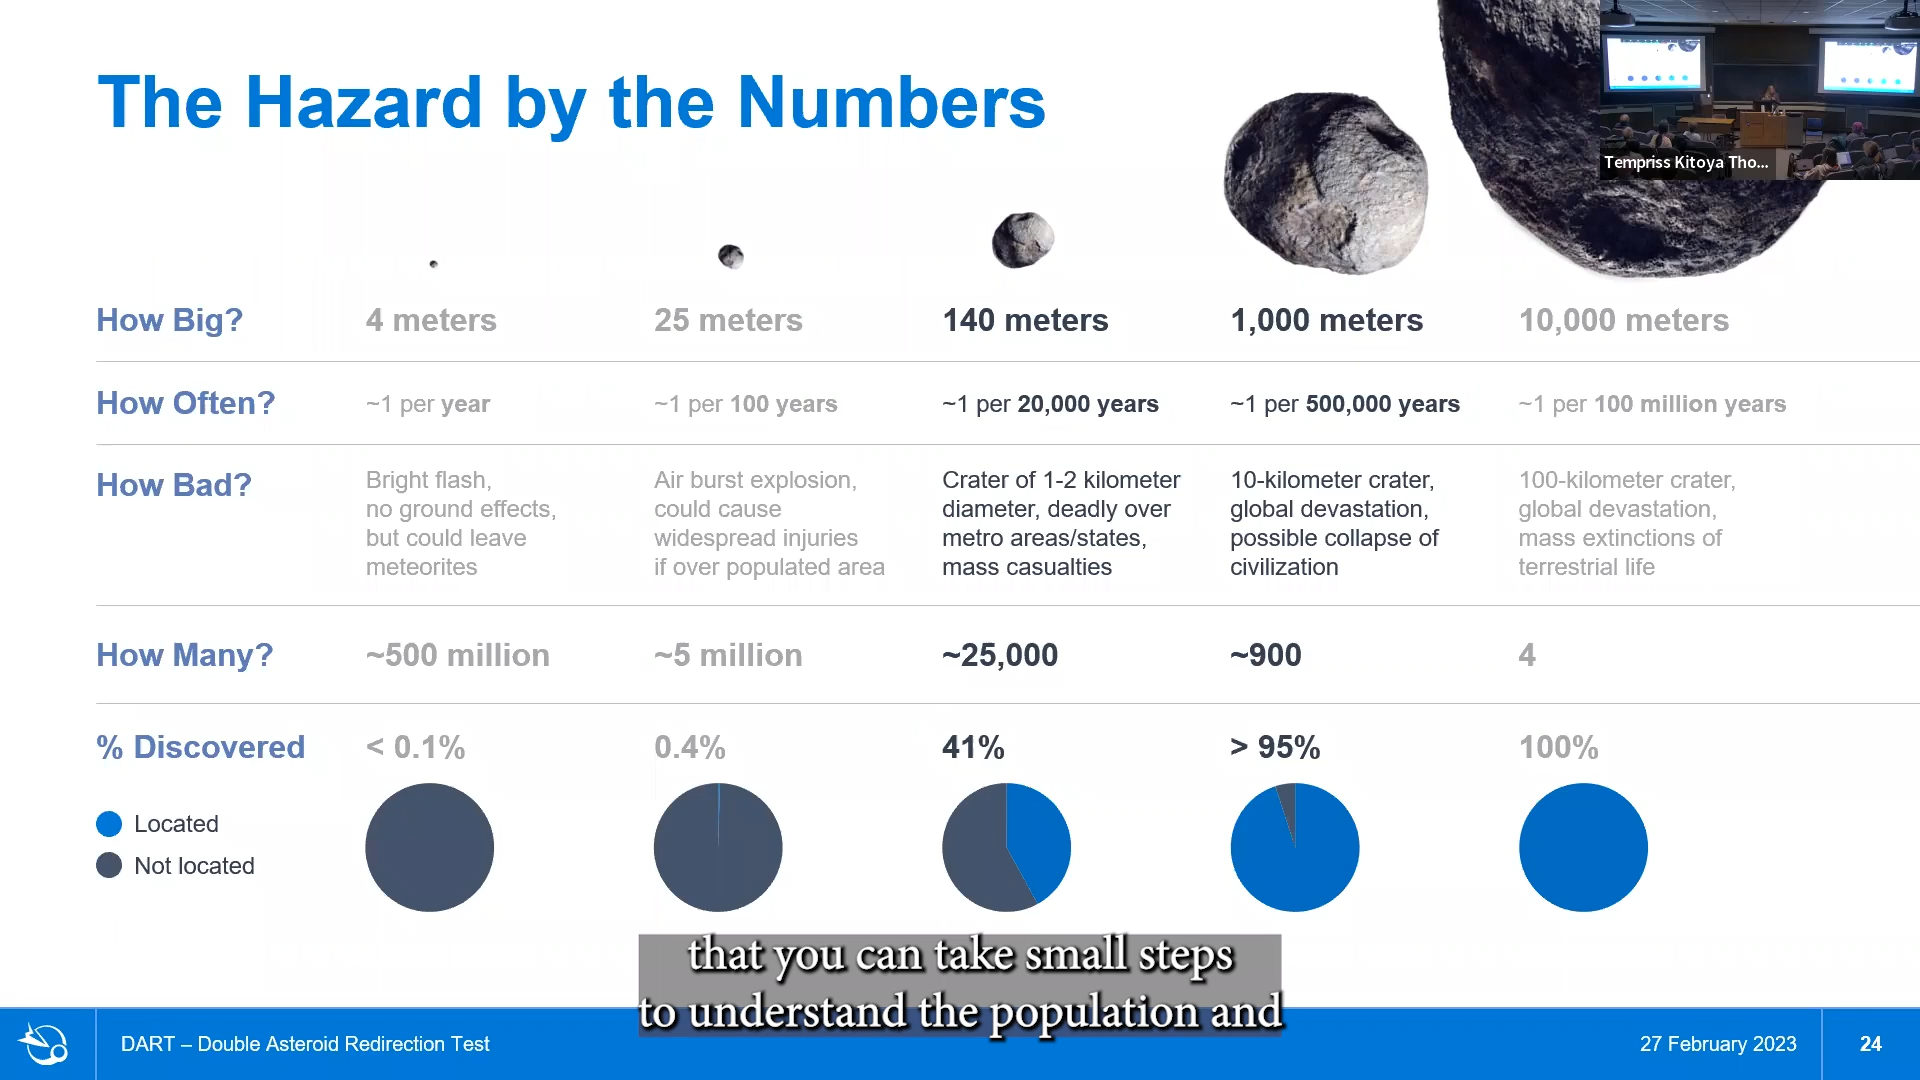 The Hazard by the Numbers
Tempriss Kitoya Tho...
How Big?
4 meters
25 meters
140 meters
1,000 meters
10,000 meters
How Often?
~1 per year
~1 per 100 years
~1 per 20,000 years
~1 per 500,000 years
~1 per 100 million years
How Bad?
Bright flash,
no ground effects,
but could leave
meteorites
Air burst explosion,
could cause
widespread injuries
if over populated area
Crater of 1-2 kilometer
diameter, deadly over
metro areas/states,
mass casualties
10-kilometer crater,
global devastation,
possible collapse of
civilization
100-kilometer crater,
global devastation,
mass extinctions of
terrestrial life
How Many?
~500 million
~5 million
~25,000
~900
4
% Discovered
< 0.1%
0.4%
41%
> 95%
100%
Located
Not located
that you can take small steps
to understand the population and
DART – Double Asteroid Redirection Test
27 February 2023
24